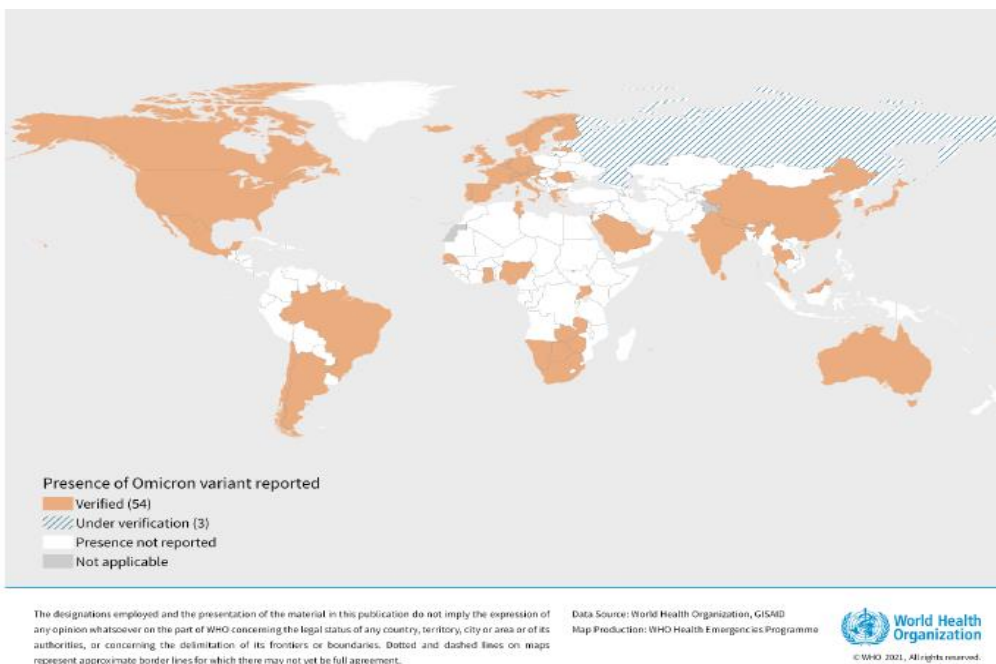 Presence of Omicron variant reported
Verified (54)
Under verification (3)
Presence not reported
Not applicable
The designations employed and the presentation of the material in this publication do not imply the expression of
any opinion whatsoever on the part of WHO concerning the legal status of any country, territory, city or area or of its
authorities, or concerning the delimitation of its frontiers or boundaries. Dotted and dashed lines on maps
represent approximate border lines for which there may not yet be full agreement.
Data Source: World Health Organization, GISAID
Map Production: WHO Health Emergencies Programme
World Health
Organization
© WHO 2021, All rights reserved.